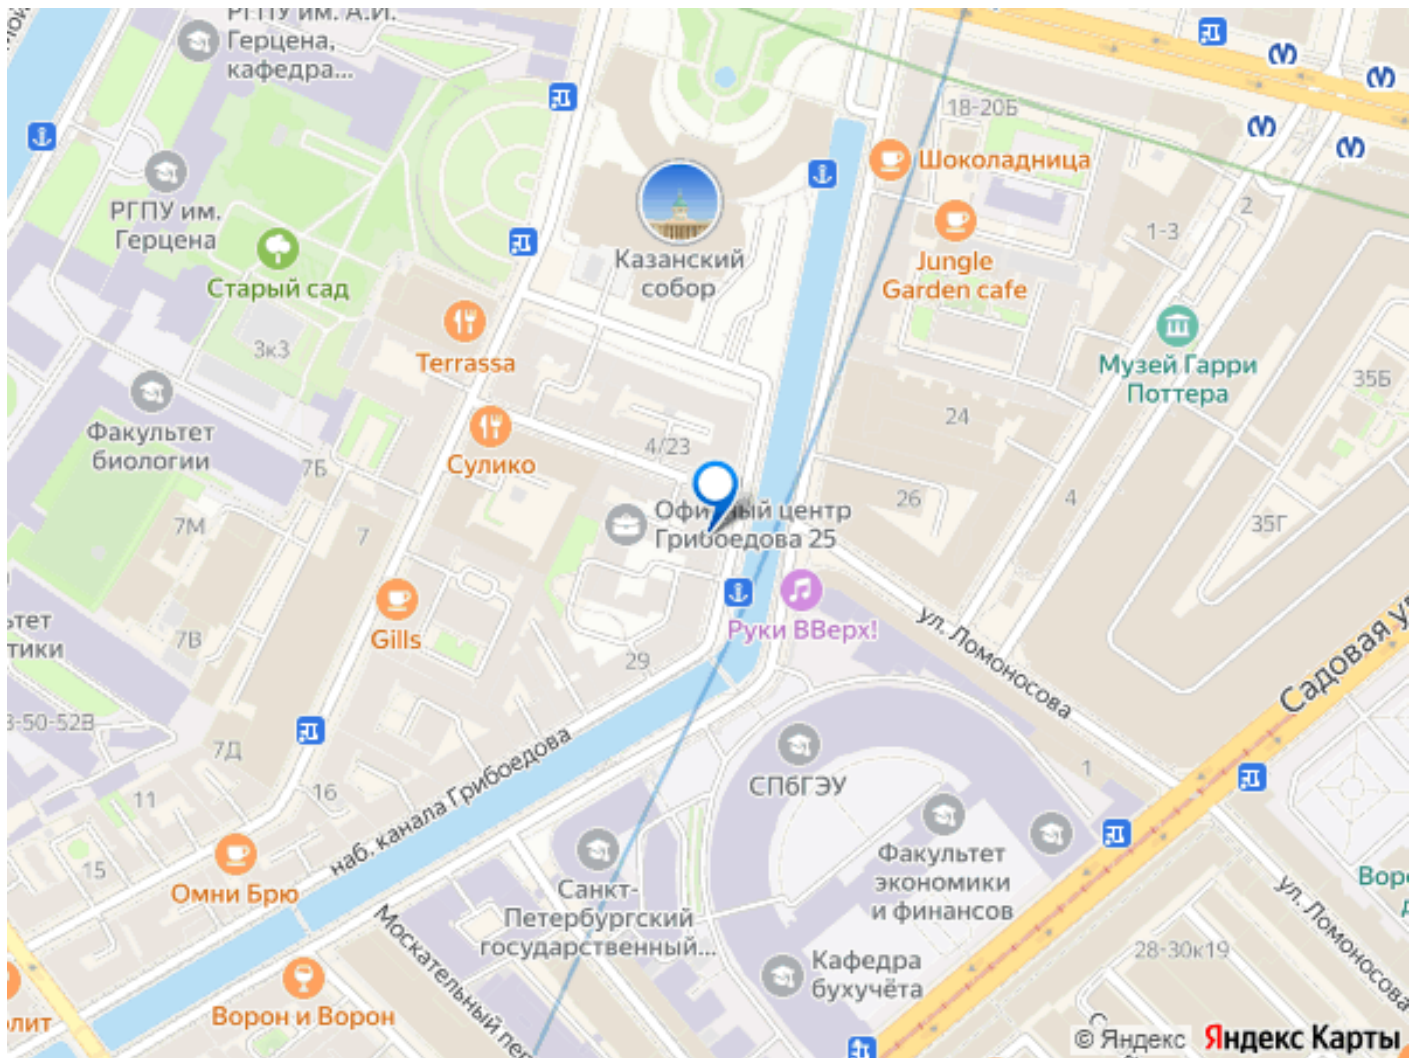 РГПУ им. А.И.
Герцена,
кафедра...
18-20Б
Шоколадница
РГПУ им.
Герцена
2
1-3
Казанский
собор
Jungle
Garden cafe
Старый сад
3к3
Terrassa
Музей Гарри
Поттера
35Б
24
Факультет
биологии
4/23
Сулико
7Б
26
4
Офисный центр
Грибоедова 25
35Г
7М
7
7В
Gills
тики
29
Руки ВВерх!
ул. Ломоносова
Садовая
7Д
наб. канала Грибоедова
16
11
СПбГЭУ
1
15
Омни Брю
Факультет
экономики
и финансов
Санкт-
Петербургский
государственный...
Москательный пер
ул. Ломоносова
28-30к19
Кафедра
бухучёта
Ворон и Ворон
лит
© Яндекс Яндекс Карты